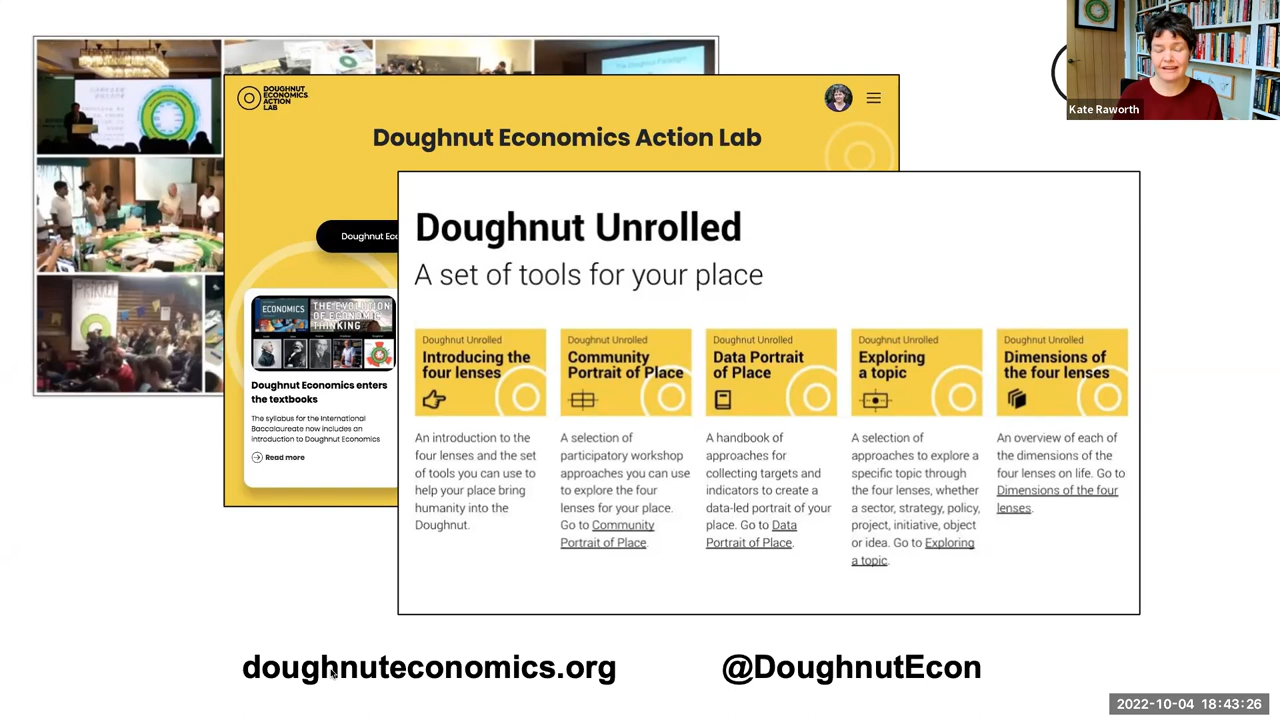 DOUGHNUT
ECONOMICS
ACTION
LAB
Doughnut Economics Action Lab
Doughnut Eco
ECONOMICS
THE EVOLUTION
OF ECONOMIC
THINKING
Doughnut Economics enters
the textbooks
The syllabus for the International
Baccalaureate now includes an
introduction to Doughnut Economics
Read more
Doughnut Unrolled
A set of tools for your place
Doughnut Unrolled
Introducing the
four lenses
An introduction to the
four lenses and the set
of tools you can use to
help your place bring
humanity into the
Doughnut.
Doughnut Unrolled
Community
Portrait of Place
A selection of
participatory workshop
approaches you can use
to explore the four
lenses for your place.
Go to Community
Portrait of Place.
Doughnut Unrolled
Data Portrait
of Place
A handbook of
approaches for
collecting targets and
indicators to create a
data-led portrait of your
place. Go to Data
Portrait of Place.
Doughnut Unrolled
Exploring
a topic
A selection of
approaches to explore a
specific topic through
the four lenses, whether
a sector, strategy, policy,
project, initiative, object
or idea. Go to Exploring
a topic.
Doughnut Unrolled
Dimensions of
the four lenses
An overview of each of
the dimensions of the
four lenses on life. Go to
Dimensions of the four
lenses.
doughnuteconomics.org
@DoughnutEcon
Kate Raworth
2022-10-04 18:43:26